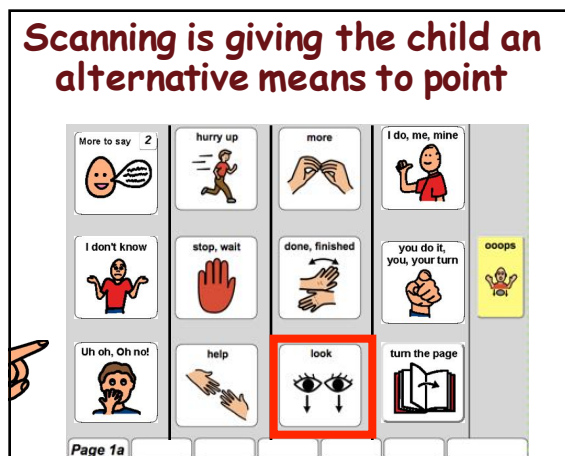 Scanning is giving the child an
alternative means to point
More to say 2
hurry up
more
I do, me, mine
I don't know
stop, wait
done, finished
you do it,
you, your turn
ooops
Uh oh, Oh no!
help
look
turn the page
Page 1a